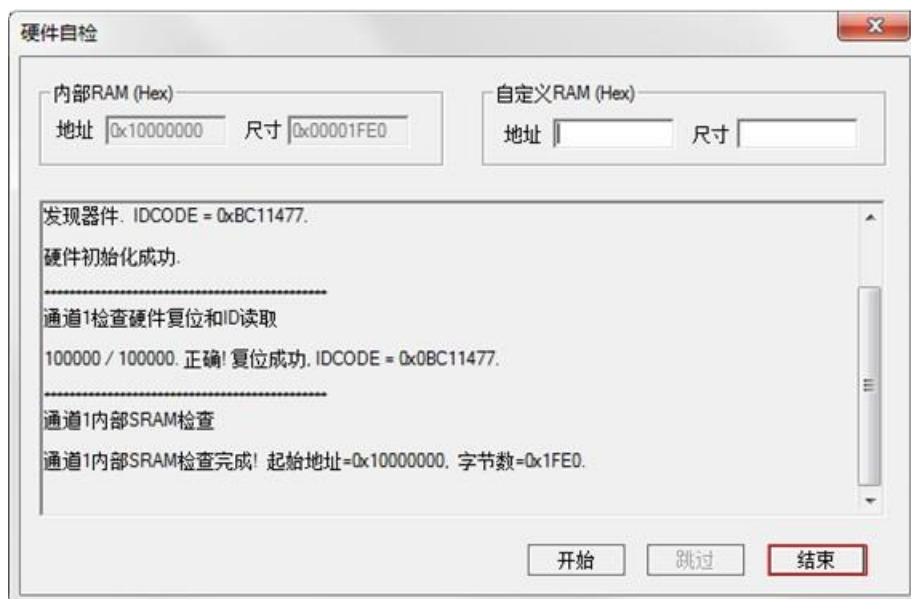 硬件自检
内部RAM (Hex)
地址 0x10000000 尺寸 0x00001FE0
自定义RAM (Hex)
地址 尺寸
发现器件. IDCODE = 0xBC11477.
硬件初始化成功.
----------------------------------------------
通道1检查硬件复位和ID读取
100000 / 100000. 正确! 复位成功, IDCODE = 0x0BC11477.
----------------------------------------------
通道1内部SRAM检查
通道1内部SRAM检查完成! 起始地址=0x10000000, 字节数=0x1FE0.
开始 跳过 结束